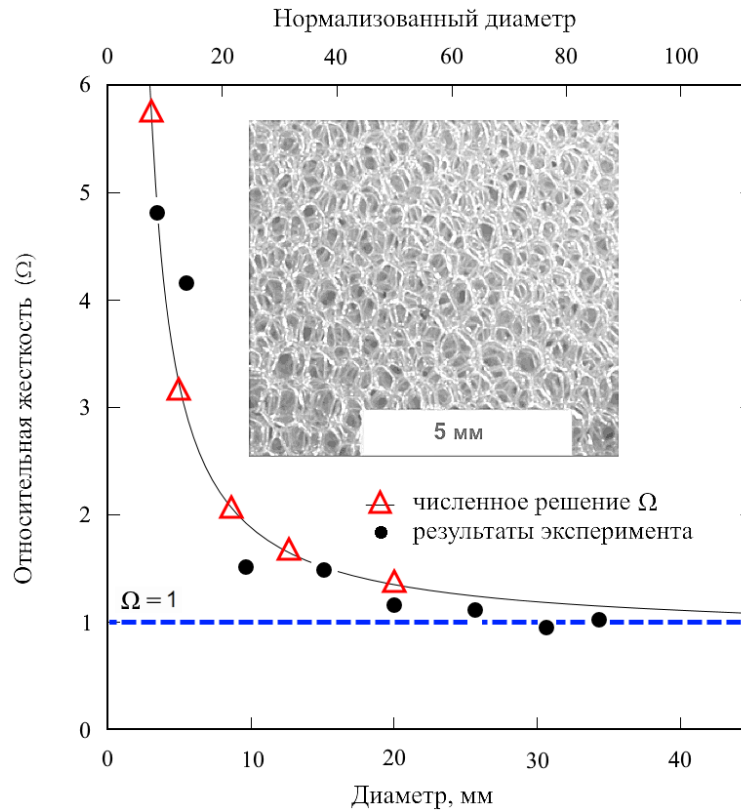 Нормализованный диаметр
0 20 40 60 80 100
6
5
4
3
2
1
0
Относительная жесткость (Ω)
5 мм
численное решение Ω
результаты эксперимента
Ω = 1
0 10 20 30 40
Диаметр, мм